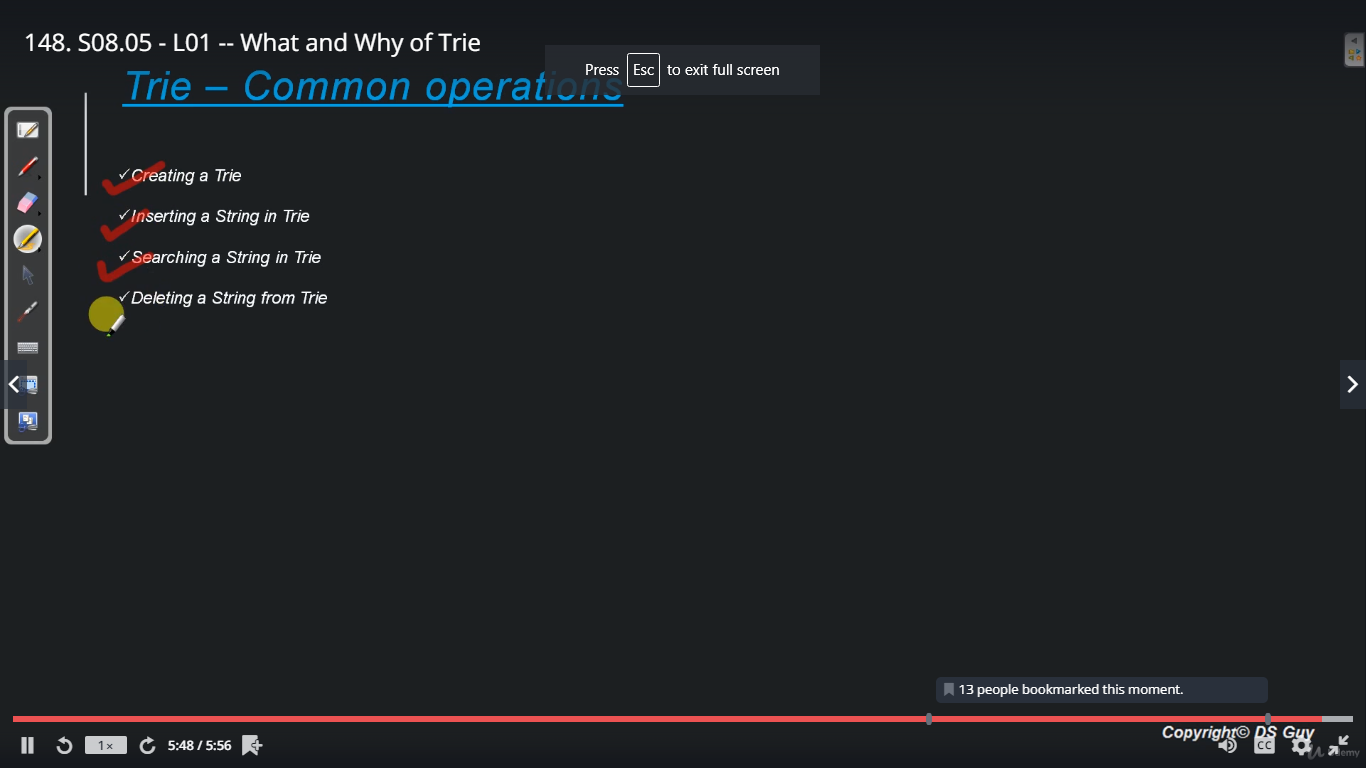 148. S08.05 - L01 -- What and Why of Trie
Press Esc to exit full screen
Trie – Common operations
✓Creating a Trie
✓Inserting a String in Trie
✓Searching a String in Trie
✓Deleting a String from Trie
13 people bookmarked this moment.
Copyright© DS Guy
1×
5:48 / 5:56
CC